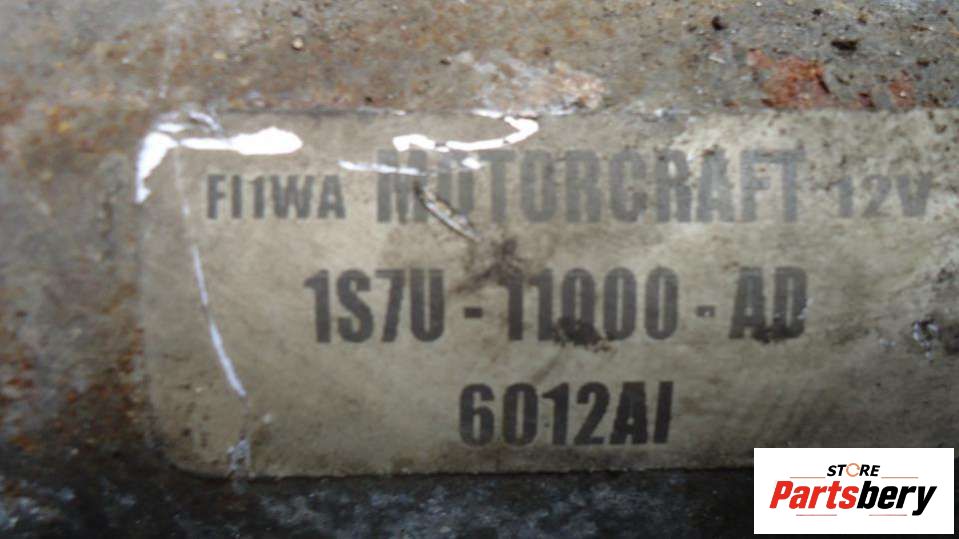 FI1WA MOTORCRAFT 12V
1S7U-11000-AD
6012AI
STORE
Partsbery